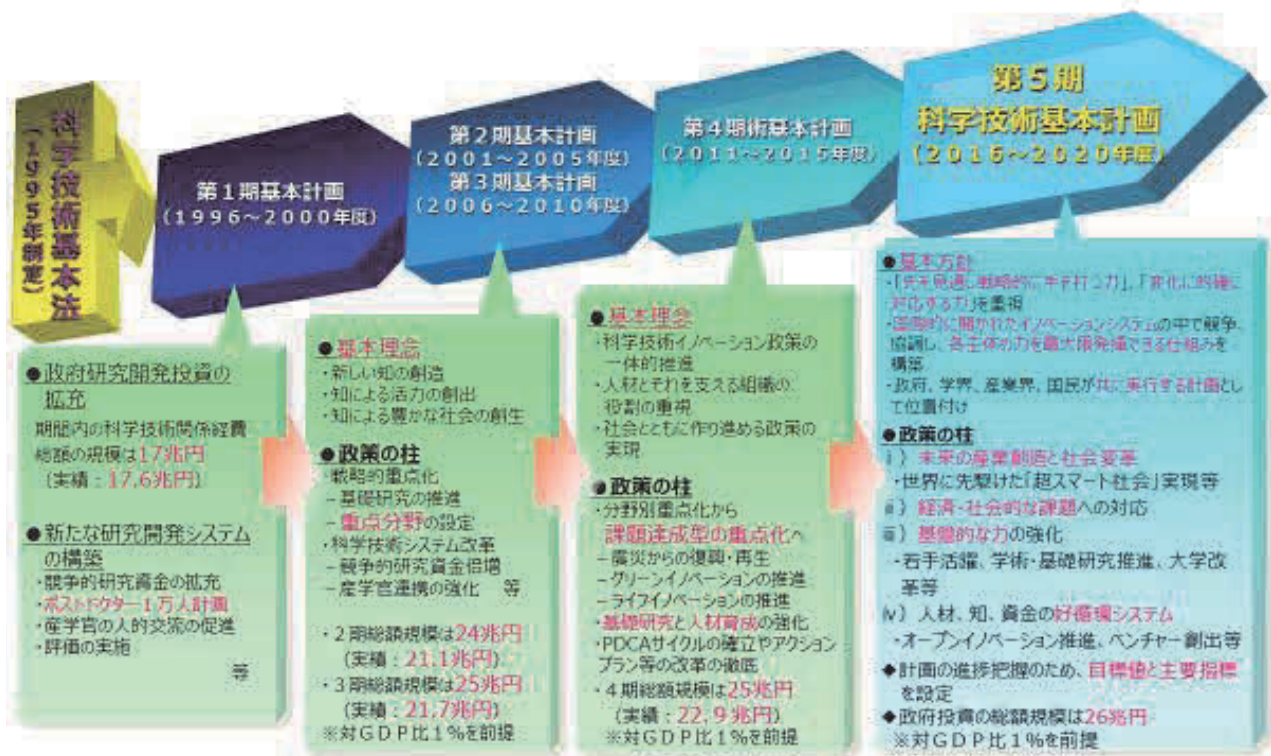 科学技術基本法
(1995年制定)
第1期基本計画
(1996～2000年度)
第2期基本計画
(2001～2005年度)
第3期基本計画
(2006～2010年度)
第4期術基本計画
(2011～2015年度)
第5期
科学技術基本計画
(2016～2020年度)
●政府研究開発投資の
拡充
期間内の科学技術関係経費
総額の規模は17兆円
(実績：17.6兆円)
●新たな研究開発システム
の構築
・競争的研究資金の拡充
・ポストドクター1万人計画
・産学官の人的交流の促進
・評価の実施
等
●基本理念
・新しい知の創造
・知による活力の創出
・知による豊かな社会の創生
●政策の柱
・戦略的重点化
－基礎研究の推進
－重点分野の設定
・科学技術システム改革
－競争的研究資金倍増
－産学官連携の強化　等
・2期総額規模は24兆円
(実績：21.1兆円)
・3期総額規模は25兆円
(実績：21.7兆円)
※対GDP比1％を前提
●基本理念
・科学技術イノベーション政策の
一体的推進
・人材とそれを支える組織の
役割の重視
・社会とともに作り進める政策の
実現
●政策の柱
・分野別重点化から
課題達成型の重点化へ
－震災からの復興・再生
－グリーンイノベーションの推進
－ライフイノベーションの推進
・基礎研究と人材育成の強化
・PDCAサイクルの確立やアクション
プラン等の改革の徹底
・4期総額規模は25兆円
(実績：22.9兆円)
※対GDP比1％を前提
●基本方針
・「先を見通し戦略的に手を打つ力」、「変化に的確に
対応する力」を重視
・国際的に開かれたイノベーションシステムの中で競争、
協調し、各主体の力を最大限発揮できる仕組みを
構築
・政府、学界、産業界、国民が共に実行する計画とし
て位置付け
●政策の柱
ⅰ）未来の産業創造と社会変革
・世界に先駆けた「超スマート社会」実現等
ⅱ）経済・社会的な課題への対応
ⅲ）基盤的な力の強化
・若手活躍、学術・基礎研究推進、大学改
革等
ⅳ）人材、知、資金の好循環システム
・オープンイノベーション推進、ベンチャー創出等
◆計画の進捗把握のため、目標値と主要指標
を設定
◆政府投資の総額規模は26兆円
※対GDP比1％を前提